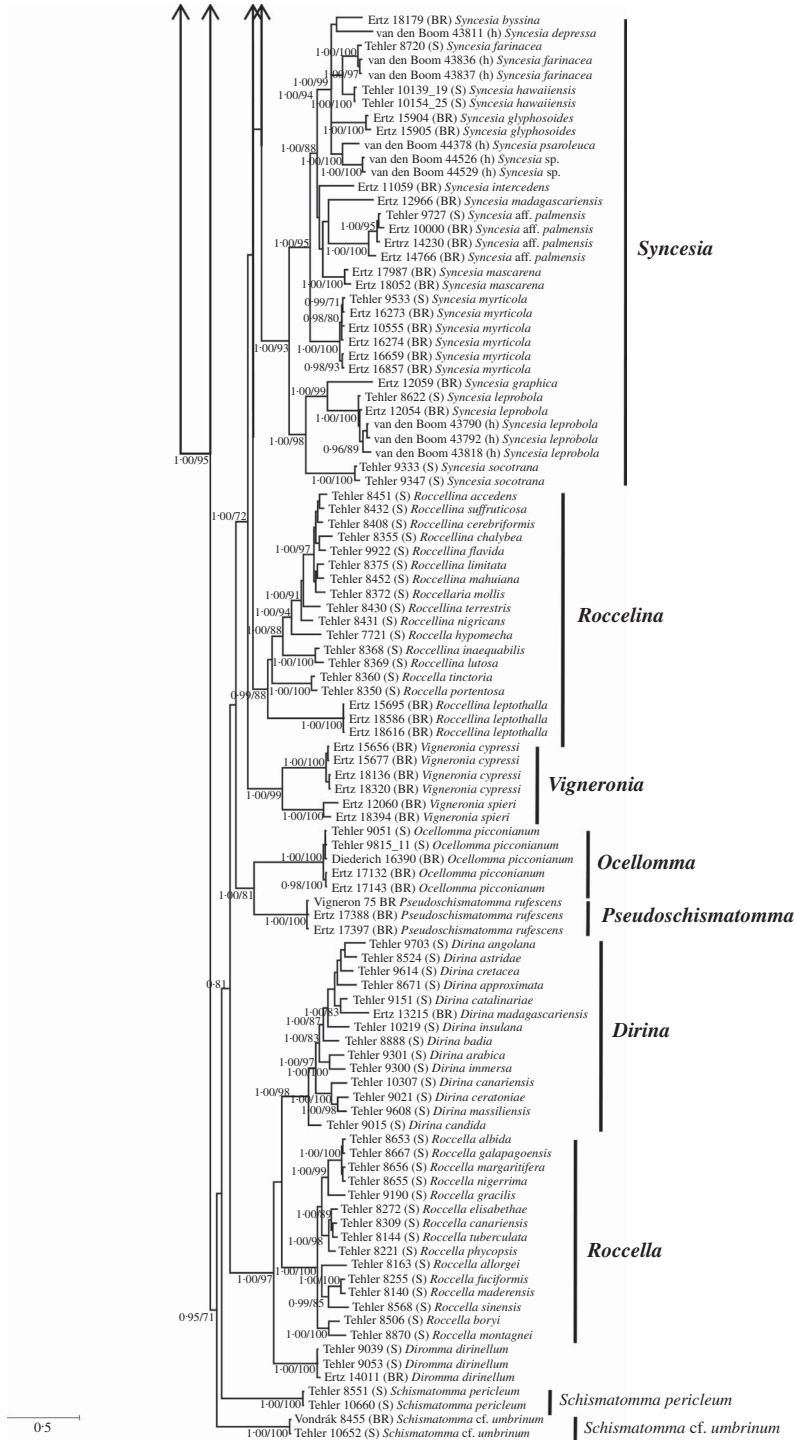 Ertz 18179 (BR) Syncesia byssina
van den Boom 43811 (h) Syncesia depressa
Tehler 8720 (S) Syncesia farinacea
1·00/100
van den Boom 43836 (h) Syncesia farinacea
1·00/97
van den Boom 43837 (h) Syncesia farinacea
1·00/99
Tehler 10139_19 (S) Syncesia hawaiiensis
1·00/94
1·00/100
Tehler 10154_25 (S) Syncesia hawaiiensis
Ertz 15904 (BR) Syncesia glyphosoides
1·00/100
Ertz 15905 (BR) Syncesia glyphosoides
1·00/88
van den Boom 44378 (h) Syncesia psaroleuca
1·00/100
van den Boom 44526 (h) Syncesia sp.
1·00/100
van den Boom 44529 (h) Syncesia sp.
Ertz 11059 (BR) Syncesia intercedens
Ertz 12966 (BR) Syncesia madagascariensis
Tehler 9727 (S) Syncesia aff. palmensis
1·00/95
Ertz 10000 (BR) Syncesia aff. palmensis
Ertrz 14230 (BR) Syncesia aff. palmensis
1·00/95
1·00/100
Ertz 14766 (BR) Syncesia aff. palmensis
Syncesia
Ertz 17987 (BR) Syncesia mascarena
1·00/100
Ertz 18052 (BR) Syncesia mascarena
0·99/71
Tehler 9533 (S) Syncesia myrticola
0·98/80
Ertz 16273 (BR) Syncesia myrticola
Ertz 10555 (BR) Syncesia myrticola
Ertz 16274 (BR) Syncesia myrticola
1·00/93
1·00/100
Ertz 16659 (BR) Syncesia myrticola
0·98/93
Ertz 16857 (BR) Syncesia myrticola
Ertz 12059 (BR) Syncesia graphica
1·00/99
Tehler 8622 (S) Syncesia leprobola
1·00/100
Ertz 12054 (BR) Syncesia leprobola
van den Boom 43790 (h) Syncesia leprobola
1·00/98
van den Boom 43792 (h) Syncesia leprobola
0·96/89
van den Boom 43818 (h) Syncesia leprobola
1·00/95
Tehler 9333 (S) Syncesia socotrana
1·00/100
Tehler 9347 (S) Syncesia socotrana
Tehler 8451 (S) Roccellina accedens
Tehler 8432 (S) Roccellina suffruticosa
1·00/72
Tehler 8408 (S) Roccellina cerebriformis
Tehler 8355 (S) Roccellina chalybea
1·00/97
Tehler 9922 (S) Roccellina flavida
Tehler 8375 (S) Roccellina limitata
Tehler 8452 (S) Roccellina mahuiana
Tehler 8372 (S) Roccellaria mollis
1·00/91
Tehler 8430 (S) Roccellina terrestris
1·00/94
Roccelina
Tehler 8431 (S) Roccellina nigricans
1·00/88
Tehler 7721 (S) Roccella hypomecha
Tehler 8368 (S) Roccellina inaequabilis
1·00/100
Tehler 8369 (S) Roccellina lutosa
Tehler 8360 (S) Roccella tinctoria
0·99/88
1·00/100
Tehler 8350 (S) Roccella portentosa
Ertz 15695 (BR) Roccellina leptothalla
Ertz 18586 (BR) Roccellina leptothalla
1·00/100
Ertz 18616 (BR) Roccellina leptothalla
Ertz 15656 (BR) Vigneronia cypressi
Ertz 15677 (BR) Vigneronia cypressi
1·00/100
Ertz 18136 (BR) Vigneronia cypressi
Vigneronia
Ertz 18320 (BR) Vigneronia cypressi
1·00/99
Ertz 12060 (BR) Vigneronia spieri
1·00/100
Ertz 18394 (BR) Vigneronia spieri
Tehler 9051 (S) Ocellomma picconianum
Tehler 9815_11 (S) Ocellomma picconianum
1·00/100
Diederich 16390 (BR) Ocellomma picconianum
Ocellomma
Ertz 17132 (BR) Ocellomma picconianum
0·98/100
Ertz 17143 (BR) Ocellomma picconianum
1·00/81
Vigneron 75 BR Pseudoschismatomma rufescens
1·00/100
Ertz 17388 (BR) Pseudoschismatomma rufescens
Pseudoschismatomma
Ertz 17397 (BR) Pseudoschismatomma rufescens
Tehler 9703 (S) Dirina angolana
Tehler 8524 (S) Dirina astridae
Tehler 9614 (S) Dirina cretacea
0·81
Tehler 8671 (S) Dirina approximata
Tehler 9151 (S) Dirina catalinariae
1·00/83
Ertz 13215 (BR) Dirina madagascariensis
1·00/87
Tehler 10219 (S) Dirina insulana
Dirina
1·00/83
Tehler 8888 (S) Dirina badia
Tehler 9301 (S) Dirina arabica
1·00/97
1·00/100
Tehler 9300 (S) Dirina immersa
Tehler 10307 (S) Dirina canariensis
1·00/98
1·00/100
Tehler 9021 (S) Dirina ceratoniae
1·00/98
Tehler 9608 (S) Dirina massiliensis
Tehler 9015 (S) Dirina candida
Tehler 8653 (S) Roccella albida
1·00/100
Tehler 8667 (S) Roccella galapagoensis
1·00/99
Tehler 8656 (S) Roccella margaritifera
Tehler 8655 (S) Roccella nigerrima
Tehler 9190 (S) Roccella gracilis
Tehler 8272 (S) Roccella elisabethae
1·00/89
Tehler 8309 (S) Roccella canariensis
Tehler 8144 (S) Roccella tuberculata
1·00/98
Tehler 8221 (S) Roccella phycopsis
Roccella
Tehler 8163 (S) Roccella allorgei
1·00/97
1·00/100
1·00/100
Tehler 8255 (S) Roccella fuciformis
Tehler 8140 (S) Roccella maderensis
0·99/85
Tehler 8568 (S) Roccella sinensis
0·95/71
Tehler 8506 (S) Roccella boryi
1·00/100
Tehler 8870 (S) Roccella montagnei
Tehler 9039 (S) Diromma dirinellum
Tehler 9053 (S) Diromma dirinellum
1·00/100
Ertz 14011 (BR) Diromma dirinellum
Tehler 8551 (S) Schismatomma pericleum
1·00/100
Tehler 10660 (S) Schismatomma pericleum
Schismatomma pericleum
Vondrák 8455 (BR) Schismatomma cf. umbrinum
1·00/100
Tehler 10652 (S) Schismatomma cf. umbrinum
Schismatomma cf. umbrinum
0·5